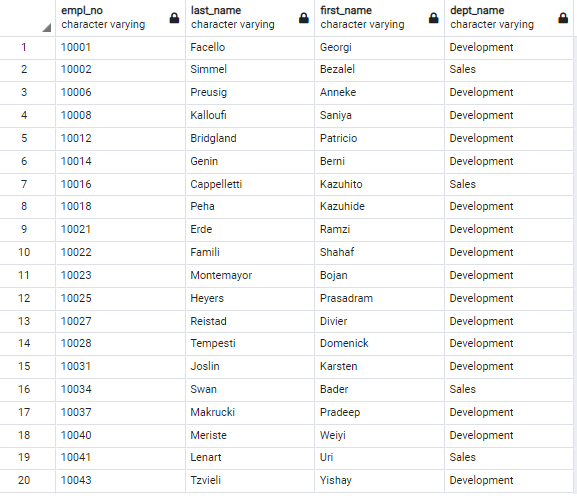 empl_no last_name first_name dept_name
character varying character varying character varying character varying
1 10001 Facello Georgi Development
2 10002 Simmel Bezalel Sales
3 10006 Preusig Anneke Development
4 10008 Kalloufi Saniya Development
5 10012 Bridgland Patricio Development
6 10014 Genin Berni Development
7 10016 Cappelletti Kazuhito Sales
8 10018 Peha Kazuhide Development
9 10021 Erde Ramzi Development
10 10022 Famili Shahaf Development
11 10023 Montemayor Bojan Development
12 10025 Heyers Prasadram Development
13 10027 Reistad Divier Development
14 10028 Tempesti Domenick Development
15 10031 Joslin Karsten Development
16 10034 Swan Bader Sales
17 10037 Makrucki Pradeep Development
18 10040 Meriste Weiyi Development
19 10041 Lenart Uri Sales
20 10043 Tzvieli Yishay Development